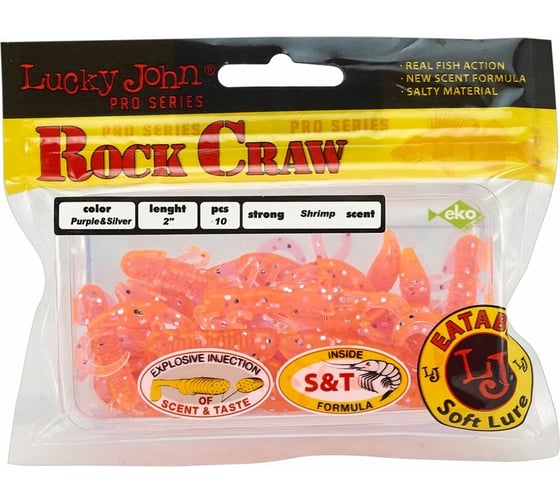 Lucky John®
PRO SERIES
· REAL FISH ACTION
· NEW SCENT FORMULA
· SALTY MATERIAL
PRO SERIES PRO SERIES
ROCK CRAW
color
Purple&Silver
lenght
2"
pcs
10
strong Shrimp scent
eko
EXPLOSIVE INJECTION
OF
SCENT & TASTE
INSIDE
S&T
FORMULA
EATAB
LJ LJ
Soft Lure